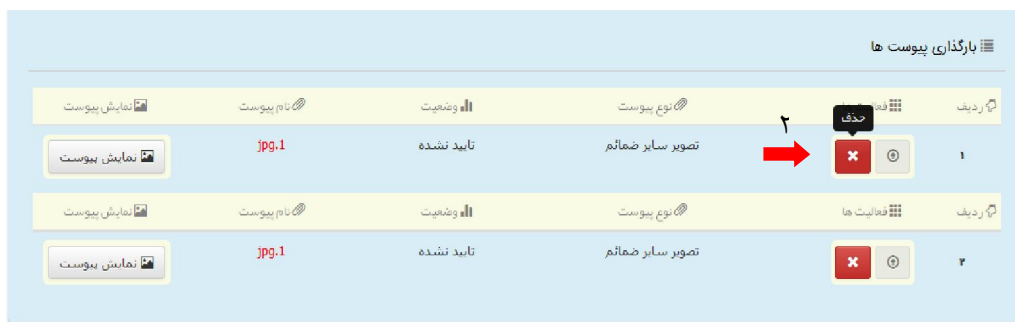 بارگذاری پیوست ها
ردیف فعالیت ها نوع پیوست وضعیت نام پیوست نمایش پیوست
حذف
۲
۱ تصویر سایر ضمائم تایید نشده jpg.1 نمایش پیوست
ردیف فعالیت ها نوع پیوست وضعیت نام پیوست نمایش پیوست
۲ تصویر سایر ضمائم تایید نشده jpg.1 نمایش پیوست